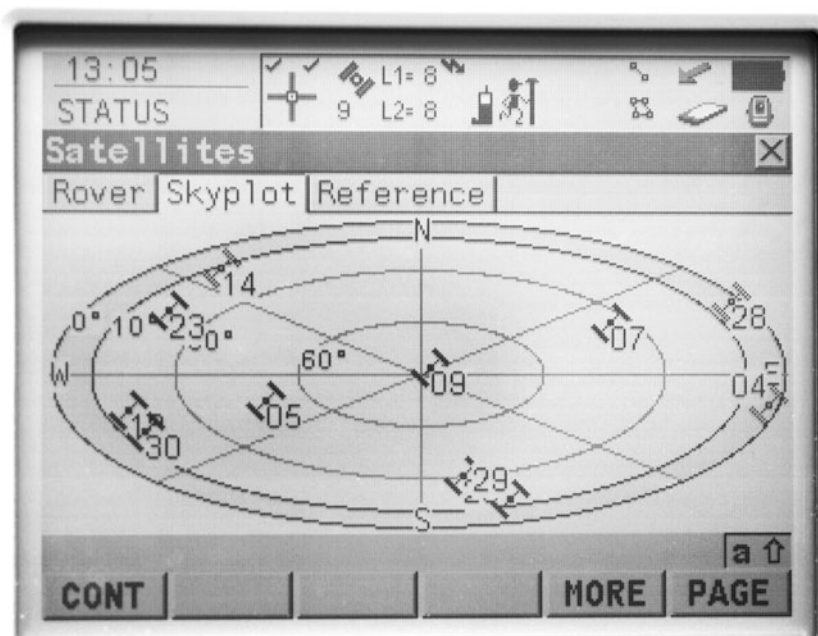 13:05
L1= 8
STATUS
9 L2= 8
Satellites
Rover Skyplot Reference
N
14
28
0° 10° 23
07
60°
W
09
04 E
05
30
29
S
a
CONT MORE PAGE